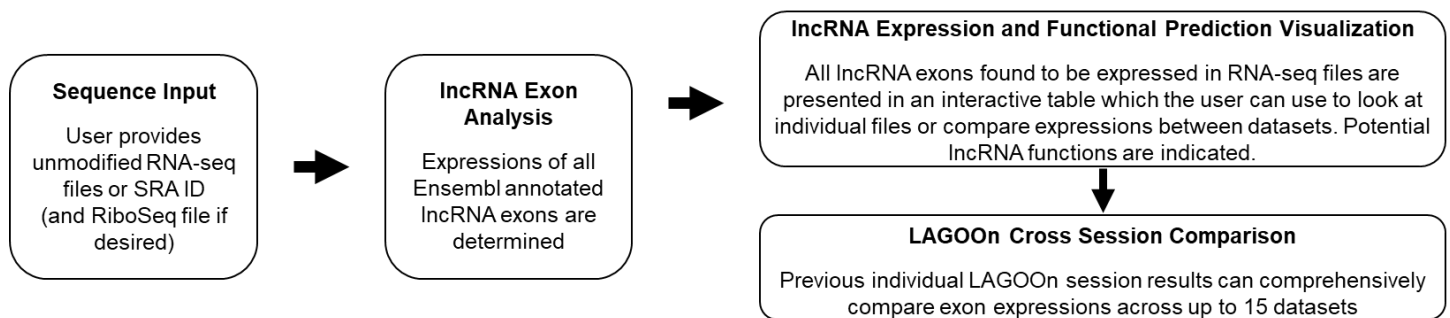 Sequence Input
User provides
unmodified RNA-seq
files or SRA ID
(and RiboSeq file if
desired)
lncRNA Exon
Analysis
Expressions of all
Ensembl annotated
lncRNA exons are
determined
lncRNA Expression and Functional Prediction Visualization
All lncRNA exons found to be expressed in RNA-seq files are
presented in an interactive table which the user can use to look at
individual files or compare expressions between datasets. Potential
lncRNA functions are indicated.
LAGOOn Cross Session Comparison
Previous individual LAGOOn session results can comprehensively
compare exon expressions across up to 15 datasets